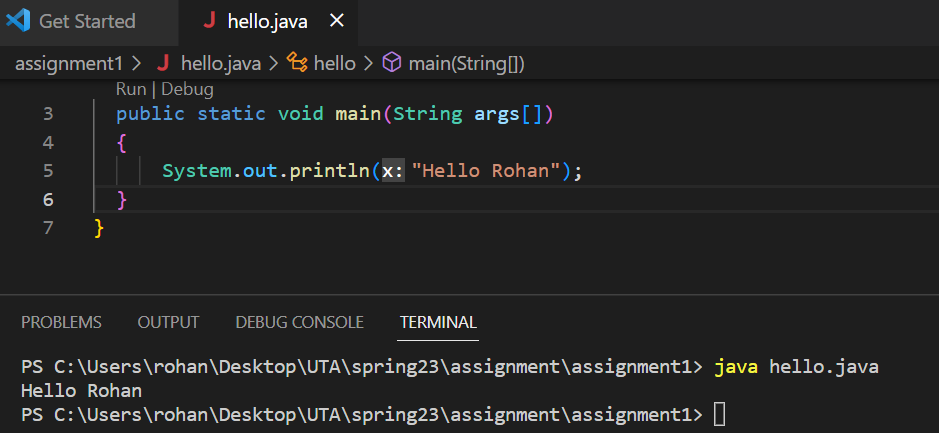 Get Started J hello.java ×
assignment1 > J hello.java > hello > main(String[])
Run | Debug
3 public static void main(String args[])
4 {
5 System.out.println(x: "Hello Rohan");
6 }
7 }
PROBLEMS OUTPUT DEBUG CONSOLE TERMINAL
PS C:\Users\rohan\Desktop\UTA\spring23\assignment\assignment1> java hello.java
Hello Rohan
PS C:\Users\rohan\Desktop\UTA\spring23\assignment\assignment1>